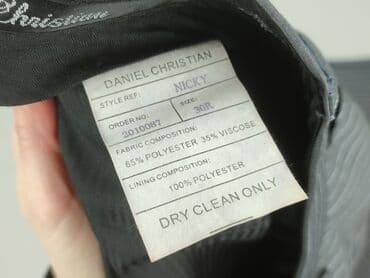 Christian
DANIEL CHRISTIAN
STYLE REF: NICKY
ORDER NO: SIZE:
2010087 30R
FABRIC COMPOSITION:
65% POLYESTER 35% VISCOSE
LINING COMPOSITION:
100% POLYESTER
DRY CLEAN ONLY